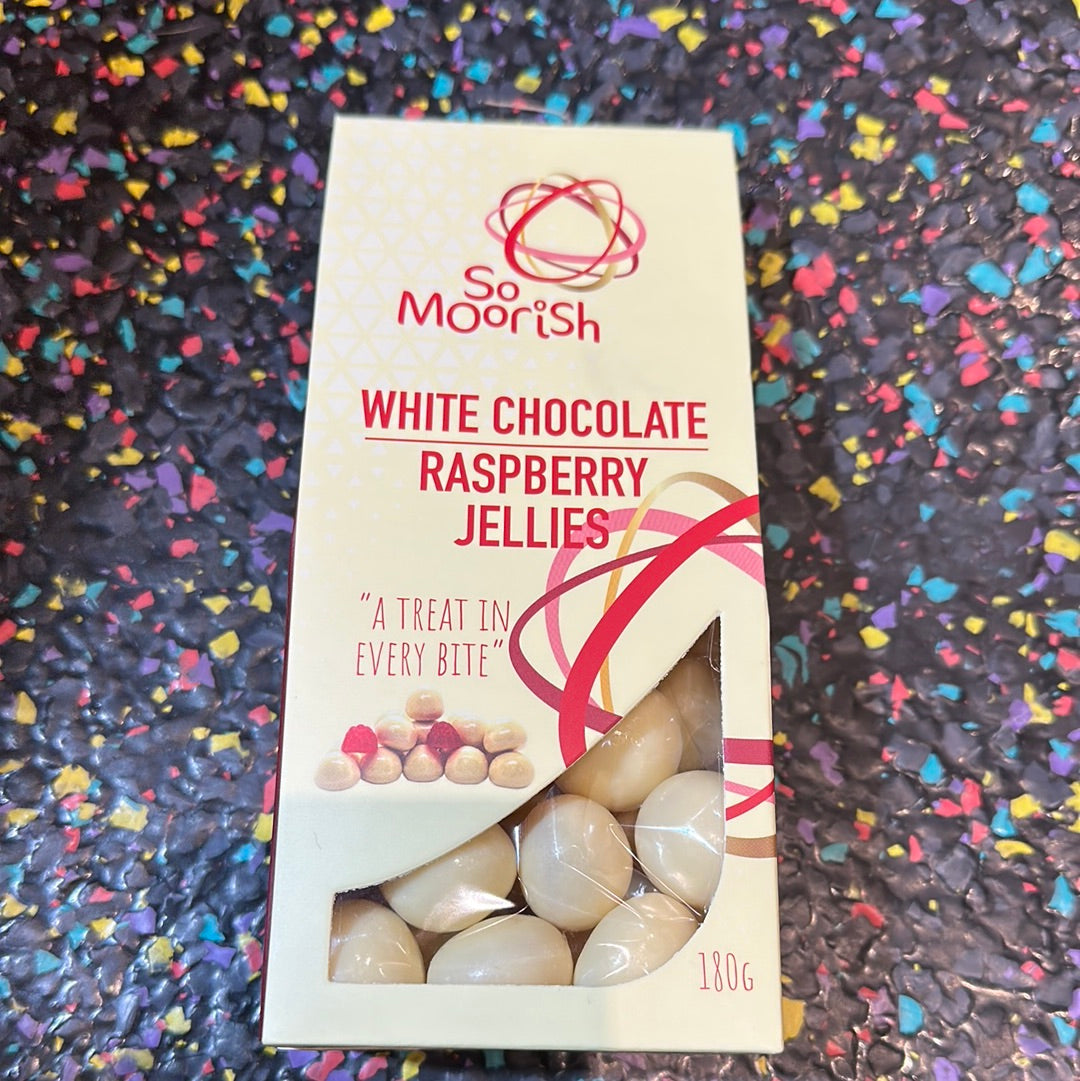 So
MOoriSh
WHITE CHOCOLATE
RASPBERRY
JELLIES
"A TREAT IN
EVERY BITE"
180G